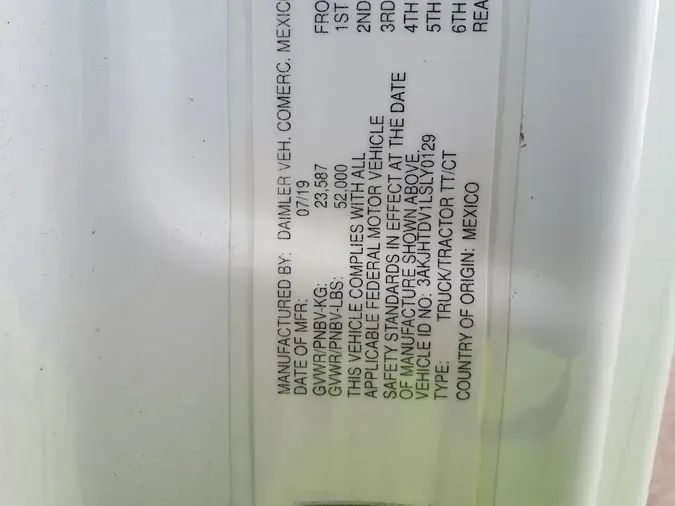 MANUFACTURED BY: DAIMLER VEH. COMERC. MEXICO
DATE OF MFR: 07/19
GVWR/PNBV-KG: 23,587
GVWR/PNBV-LBS: 52,000
THIS VEHICLE COMPLIES WITH ALL
APPLICABLE FEDERAL MOTOR VEHICLE
SAFETY STANDARDS IN EFFECT AT THE DATE
OF MANUFACTURE SHOWN ABOVE.
VEHICLE ID NO: 3AKJHTDV1LSLY0129
TYPE: TRUCK/TRACTOR TT/CT
COUNTRY OF ORIGIN: MEXICO
FRO
1ST
2ND
3RD
4TH
5TH
6TH
REA